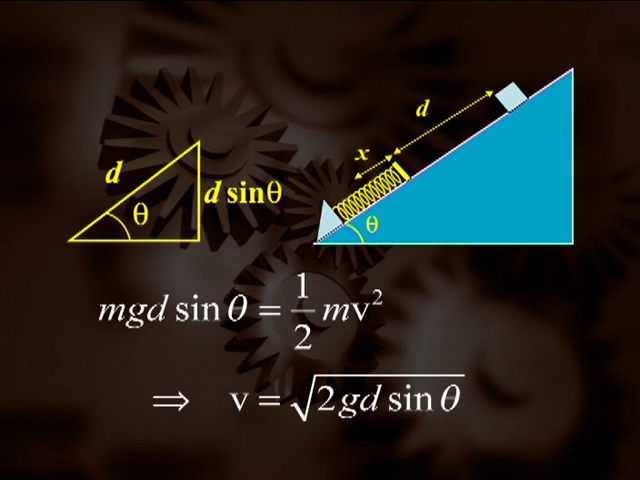 d
x
d
d sinθ
θ
θ
mgd sin θ = 1/2 mv²
⇒ v = √2gd sin θ